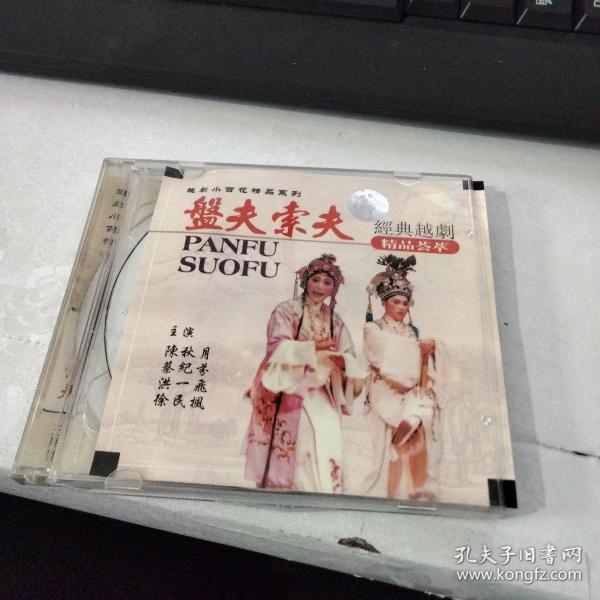 越剧小百花精品系列
盤夫索夫
經典越劇
精品荟萃
PANFU
SUOFU
主演
陳秋月
蔡紀芬
洪一飛
徐民楓
孔夫子旧书网
www.kongfz.com